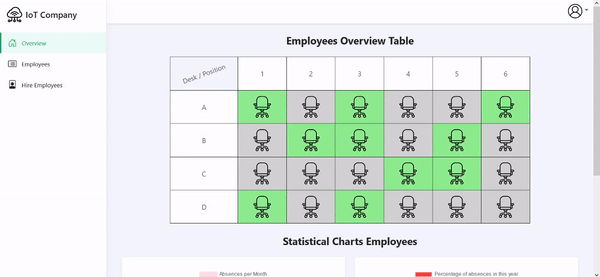 IoT Company
Overview
Employees
Hire Employees
Employees Overview Table
Desk / Position 1 2 3 4 5 6
A
B
C
D
Statistical Charts Employees
Absences per Month
Percentage of absences in this year